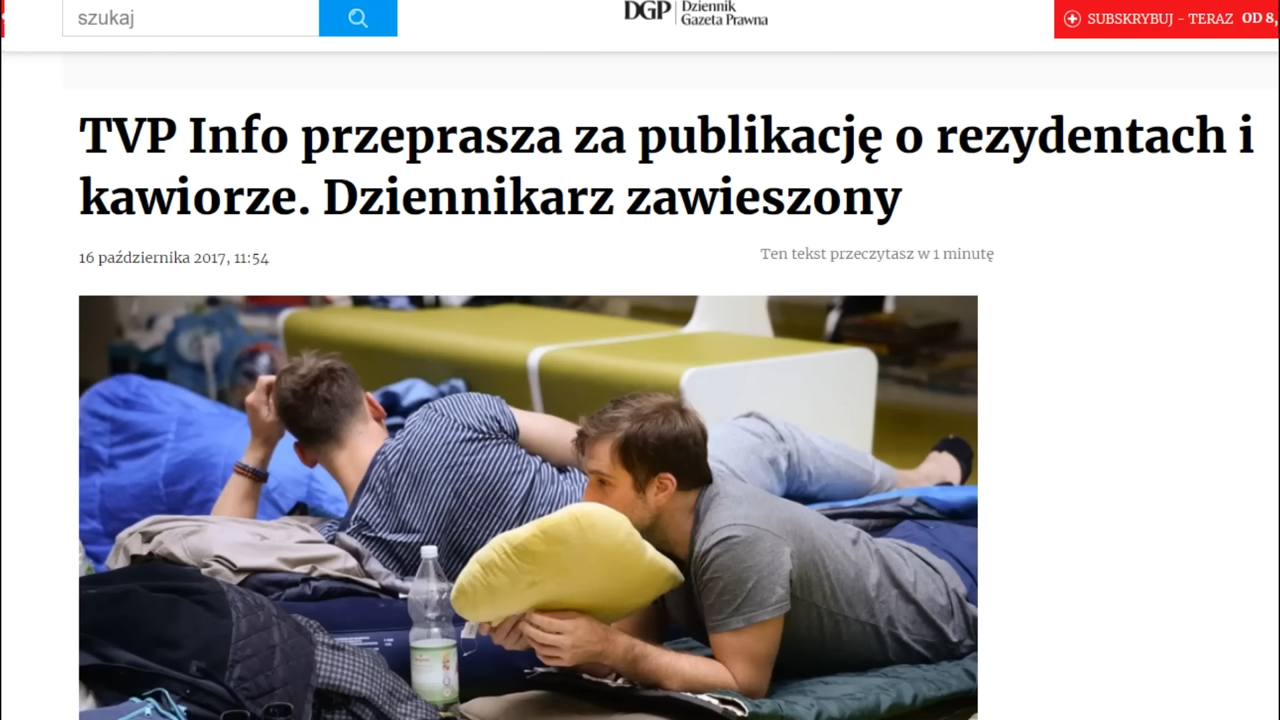 szukaj
DGP Dziennik
Gazeta Prawna
SUBSKRYBUJ - TERAZ OD 8,
TVP Info przeprasza za publikację o rezydentach i
kawiorze. Dziennikarz zawieszony
16 października 2017, 11:54
Ten tekst przeczytasz w 1 minutę